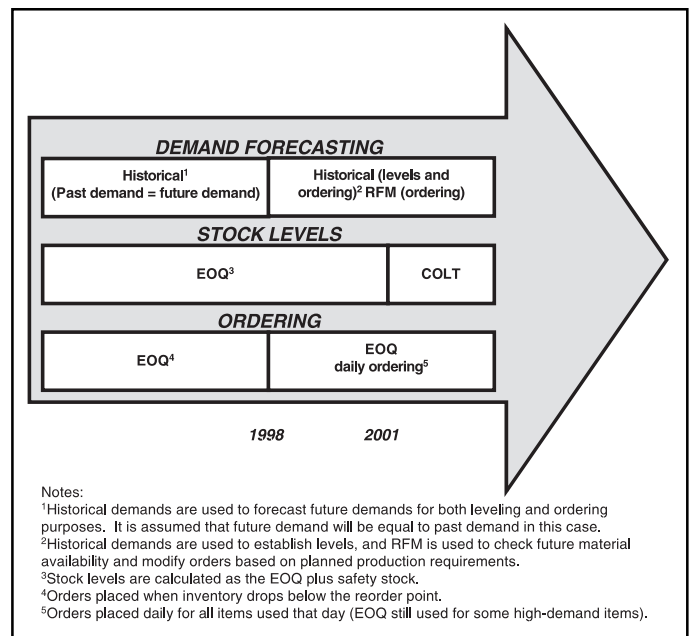 DEMAND FORECASTING
Historical¹
(Past demand = future demand)
Historical (levels and
ordering)² RFM (ordering)
STOCK LEVELS
EOQ³
COLT
ORDERING
EOQ⁴
EOQ
daily ordering⁵
1998
2001
Notes:
¹Historical demands are used to forecast future demands for both leveling and ordering
purposes. It is assumed that future demand will be equal to past demand in this case.
²Historical demands are used to establish levels, and RFM is used to check future material
availability and modify orders based on planned production requirements.
³Stock levels are calculated as the EOQ plus safety stock.
⁴Orders placed when inventory drops below the reorder point.
⁵Orders placed daily for all items used that day (EOQ still used for some high-demand items).